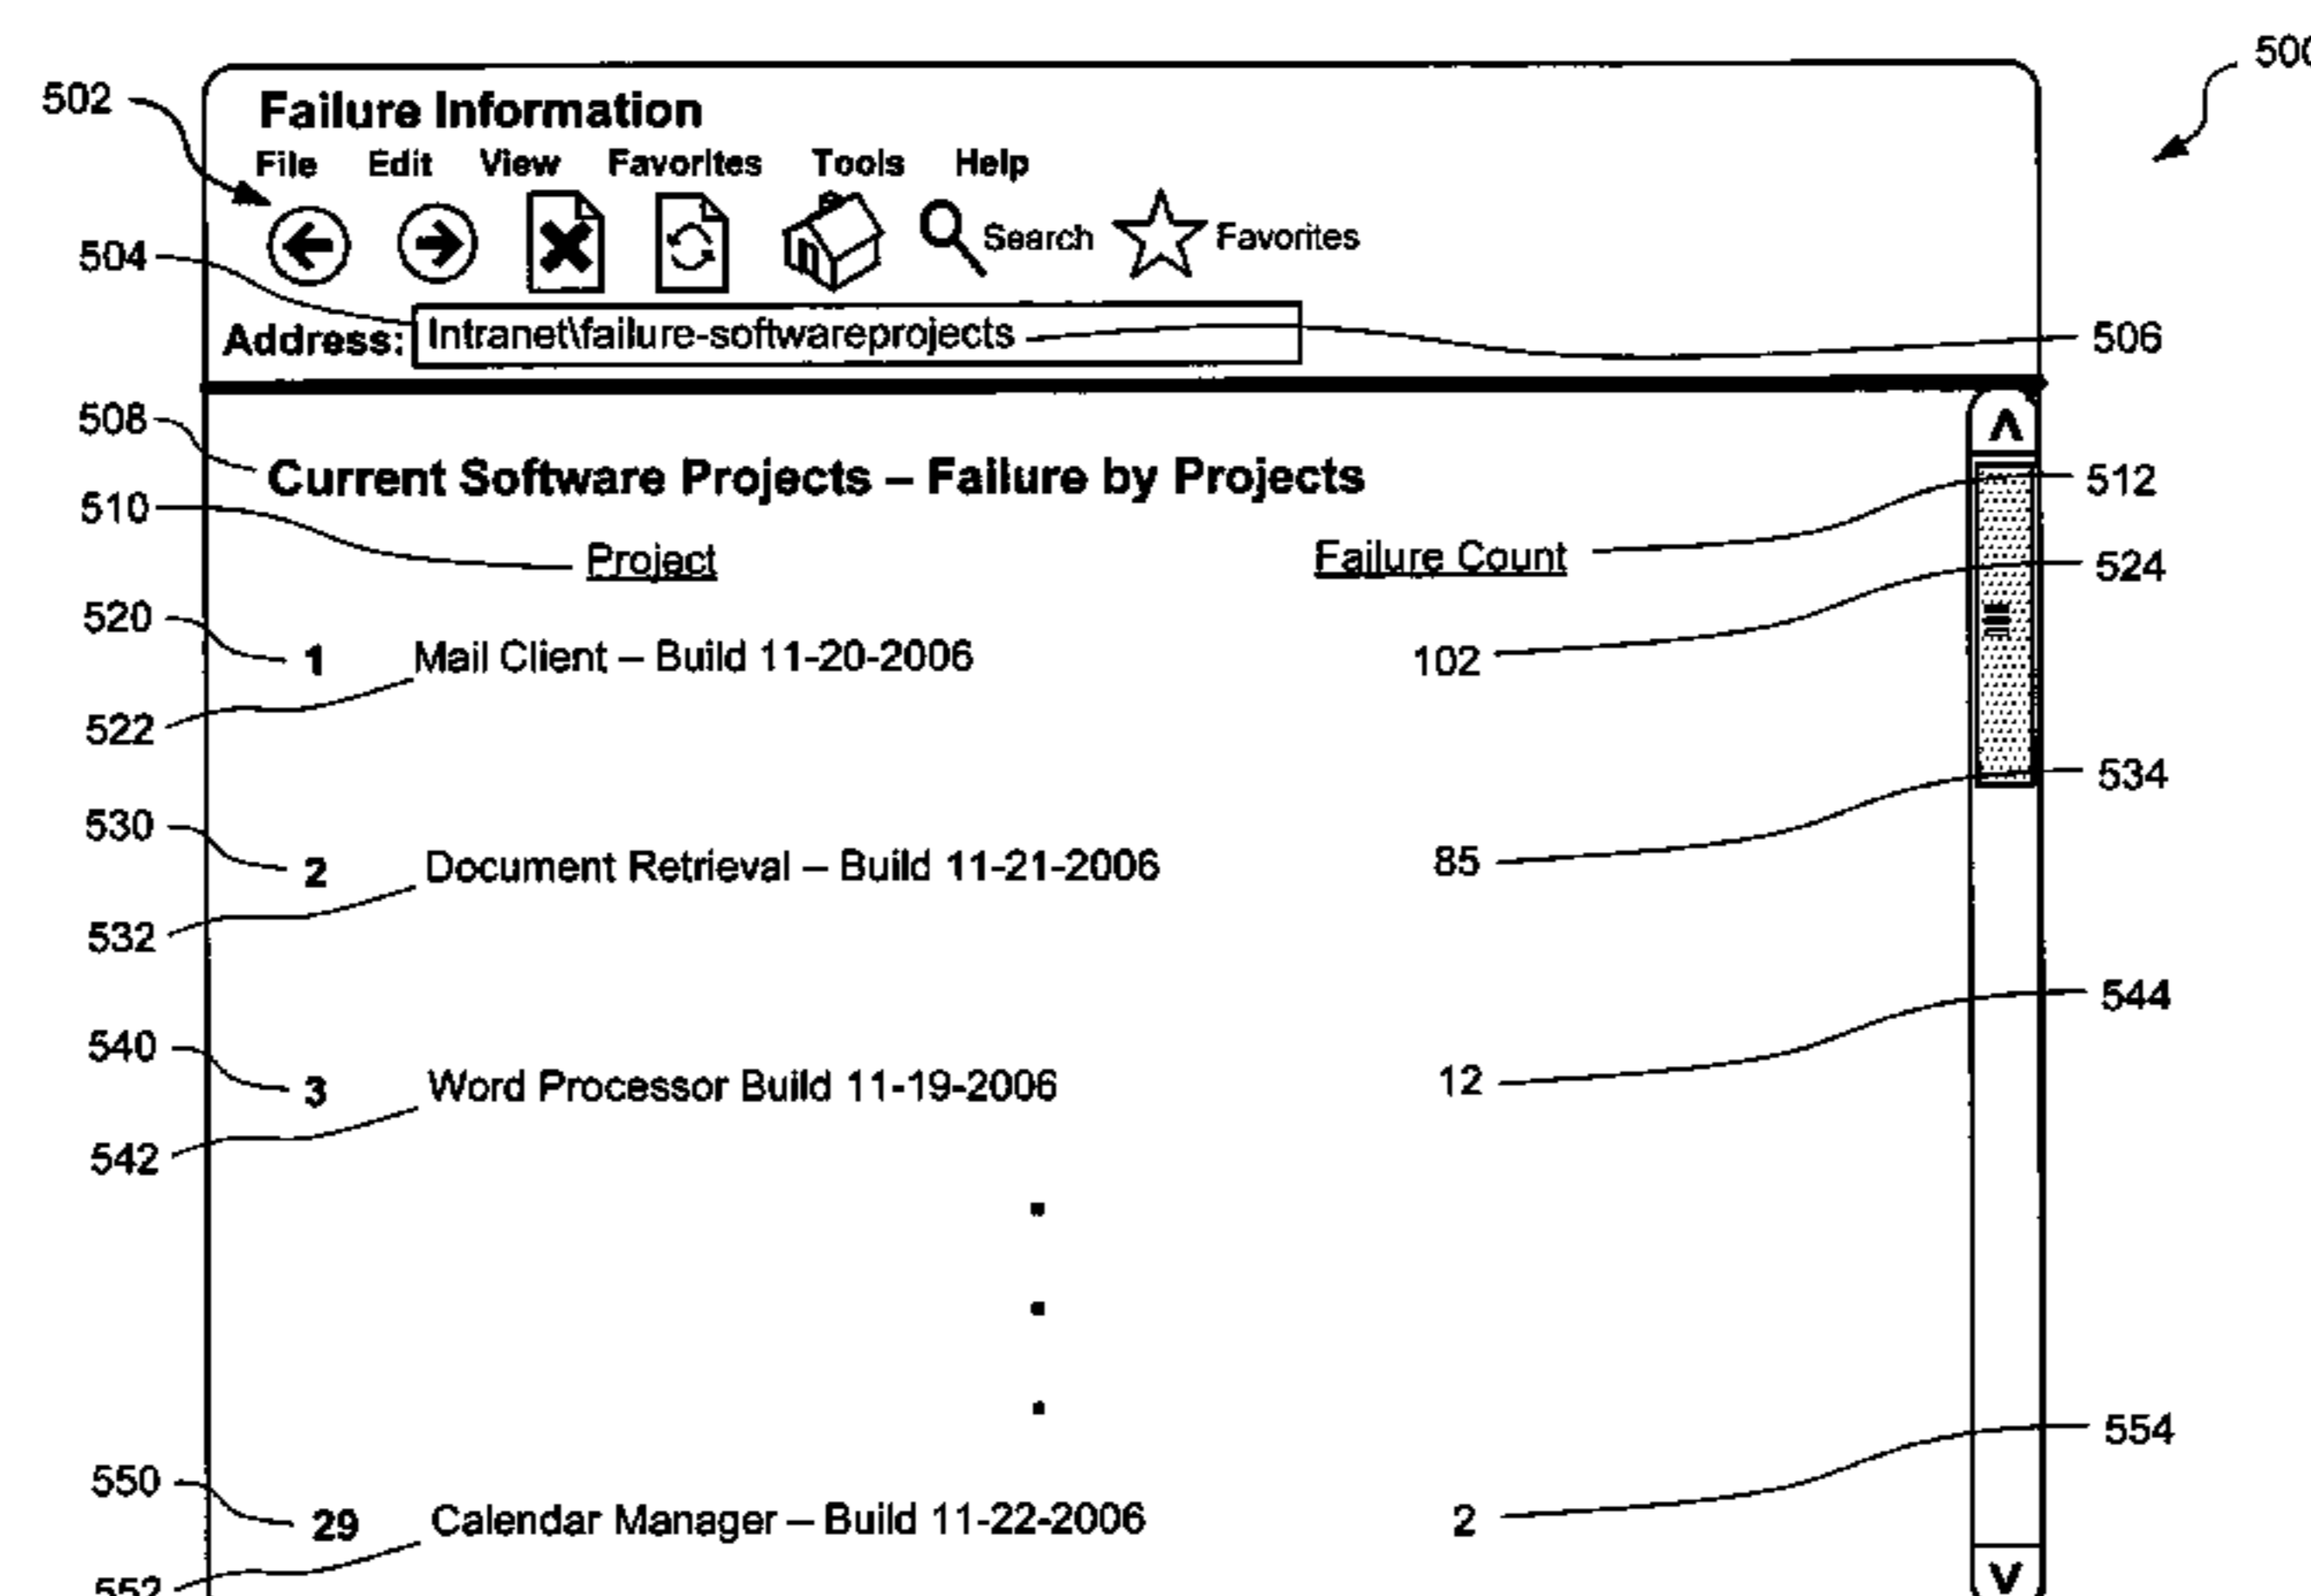 500
502 Failure Information
File Edit View Favorites Tools Help
504 Search Favorites
Address: Intranet\failure-softwareprojects 506
508
Current Software Projects – Failure by Projects 512
510
Project Failure Count 524
520
1 Mail Client – Build 11-20-2006 102
522
534
530
2 Document Retrieval – Build 11-21-2006 85
532
544
540
3 Word Processor Build 11-19-2006 12
542
.
.
.
554
550
29 Calendar Manager – Build 11-22-2006 2
552